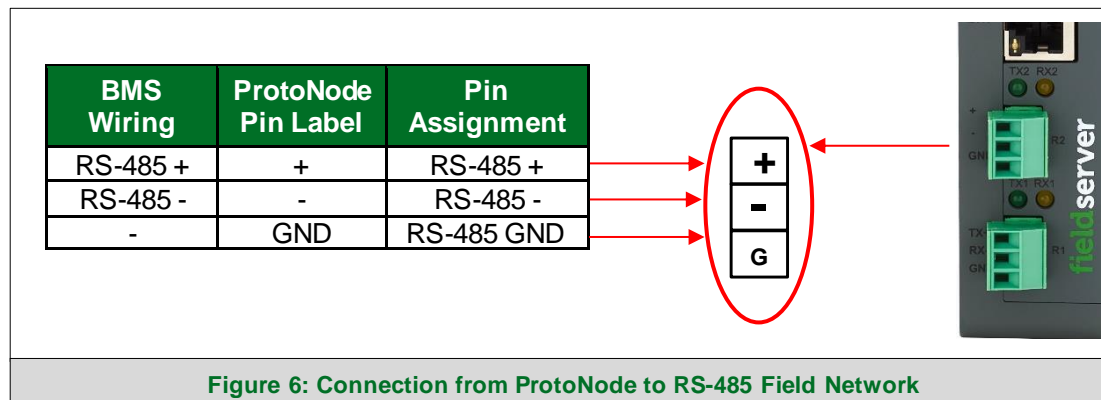 BMS Wiring ProtoNode Pin Label Pin Assignment
RS-485 + + RS-485 +
RS-485 - - RS-485 -
- GND RS-485 GND
+
-
G
TX2 RX2
+
-
GND
R2
TX1 RX1
TX+
RX-
GND
R1
fieldserver
Figure 6: Connection from ProtoNode to RS-485 Field Network